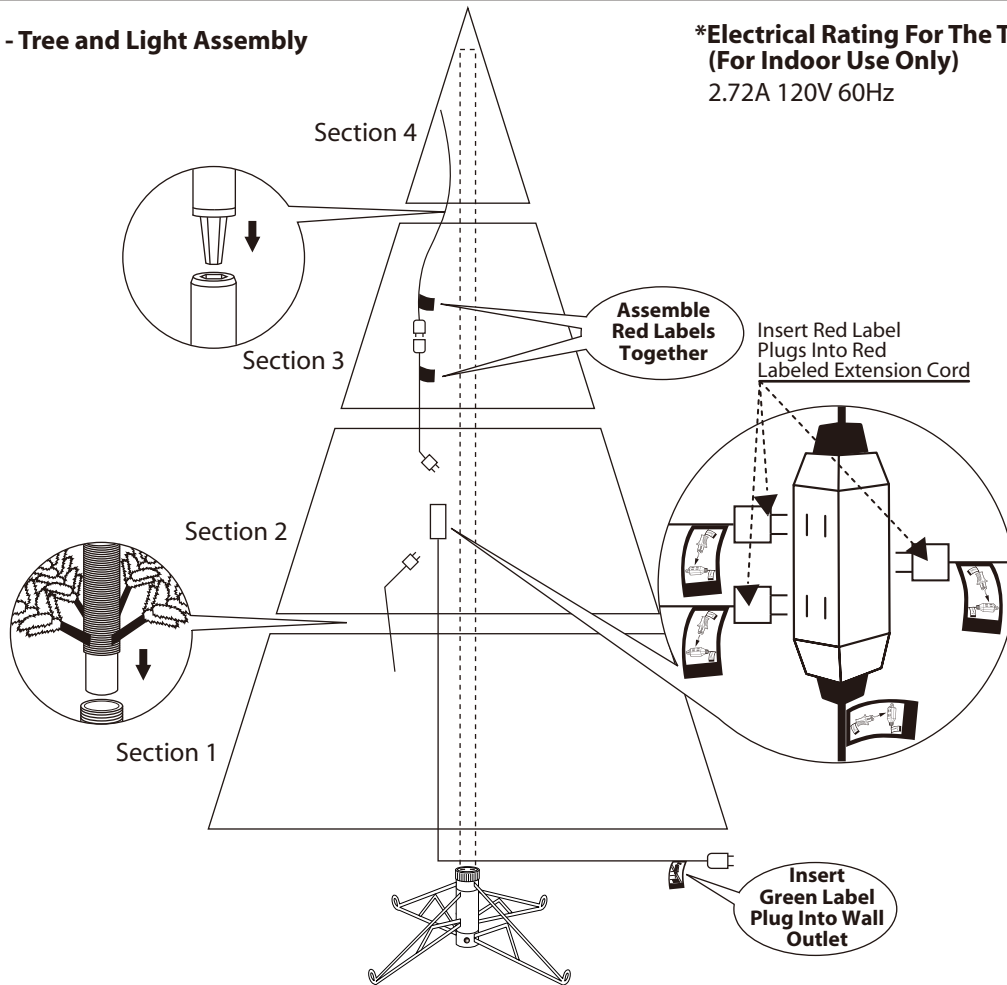 - Tree and Light Assembly
*Electrical Rating For The T
(For Indoor Use Only)
2.72A 120V 60Hz
Section 4
Assemble
Red Labels
Together
Section 3
Insert Red Label
Plugs Into Red
Labeled Extension Cord
Section 2
Section 1
Insert
Green Label
Plug Into Wall
Outlet